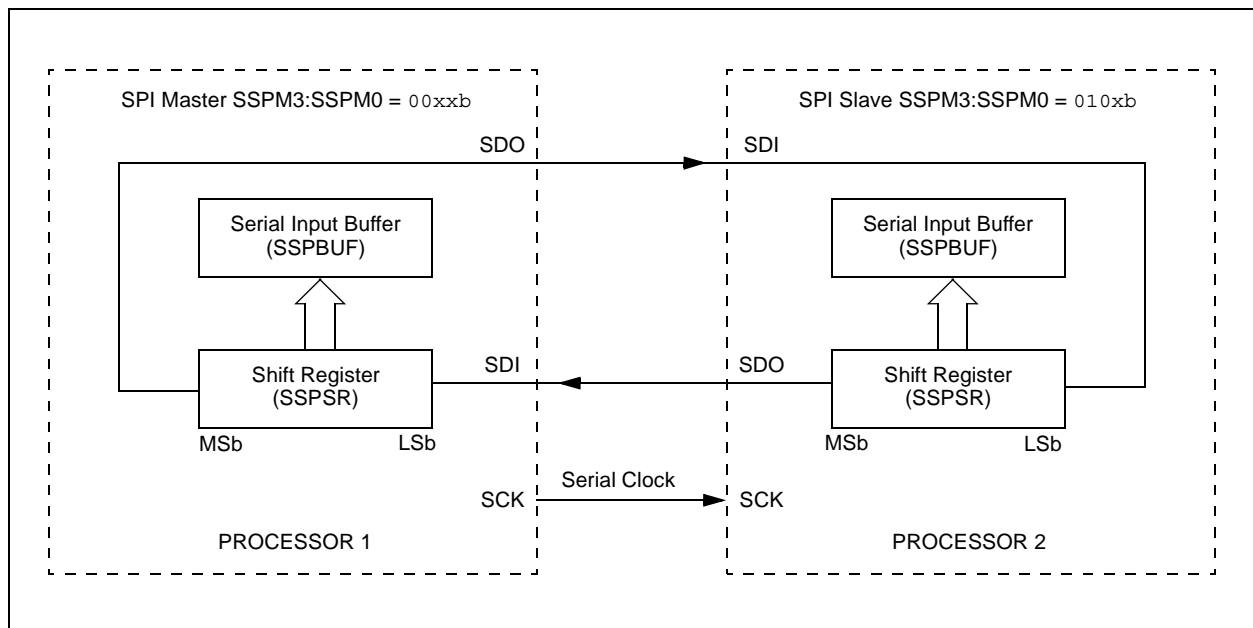 SPI Master SSPM3:SSPM0 = 00xxb
SDO
Serial Input Buffer
(SSPBUF)
Shift Register
(SSPSR)
MSb
LSb
SDI
SCK
PROCESSOR 1
Serial Clock
SPI Slave SSPM3:SSPM0 = 010xb
SDI
Serial Input Buffer
(SSPBUF)
SDO
Shift Register
(SSPSR)
MSb
LSb
SCK
PROCESSOR 2